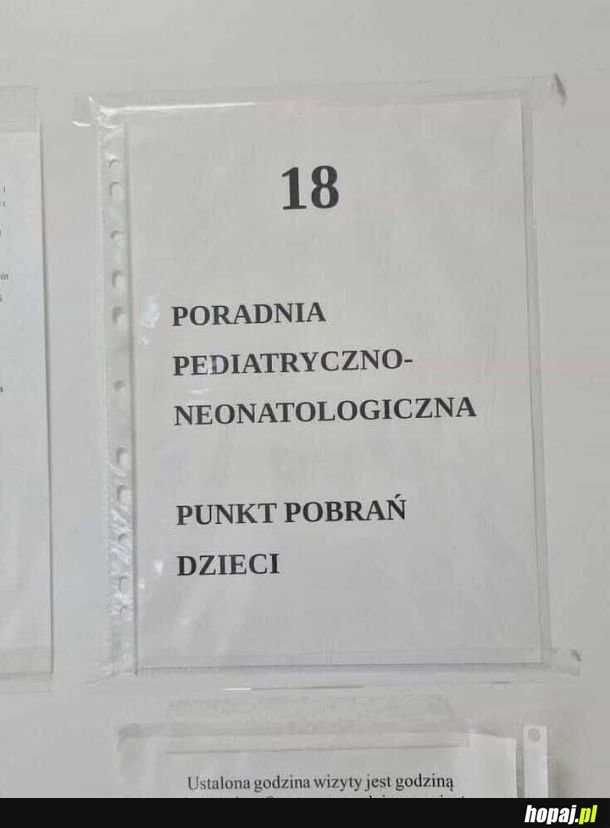 18
PORADNIA
PEDIATRYCZNO-
NEONATOLOGICZNA
PUNKT POBRAŃ
DZIECI
Ustalona godzina wizyty jest godziną
hopaj.pl